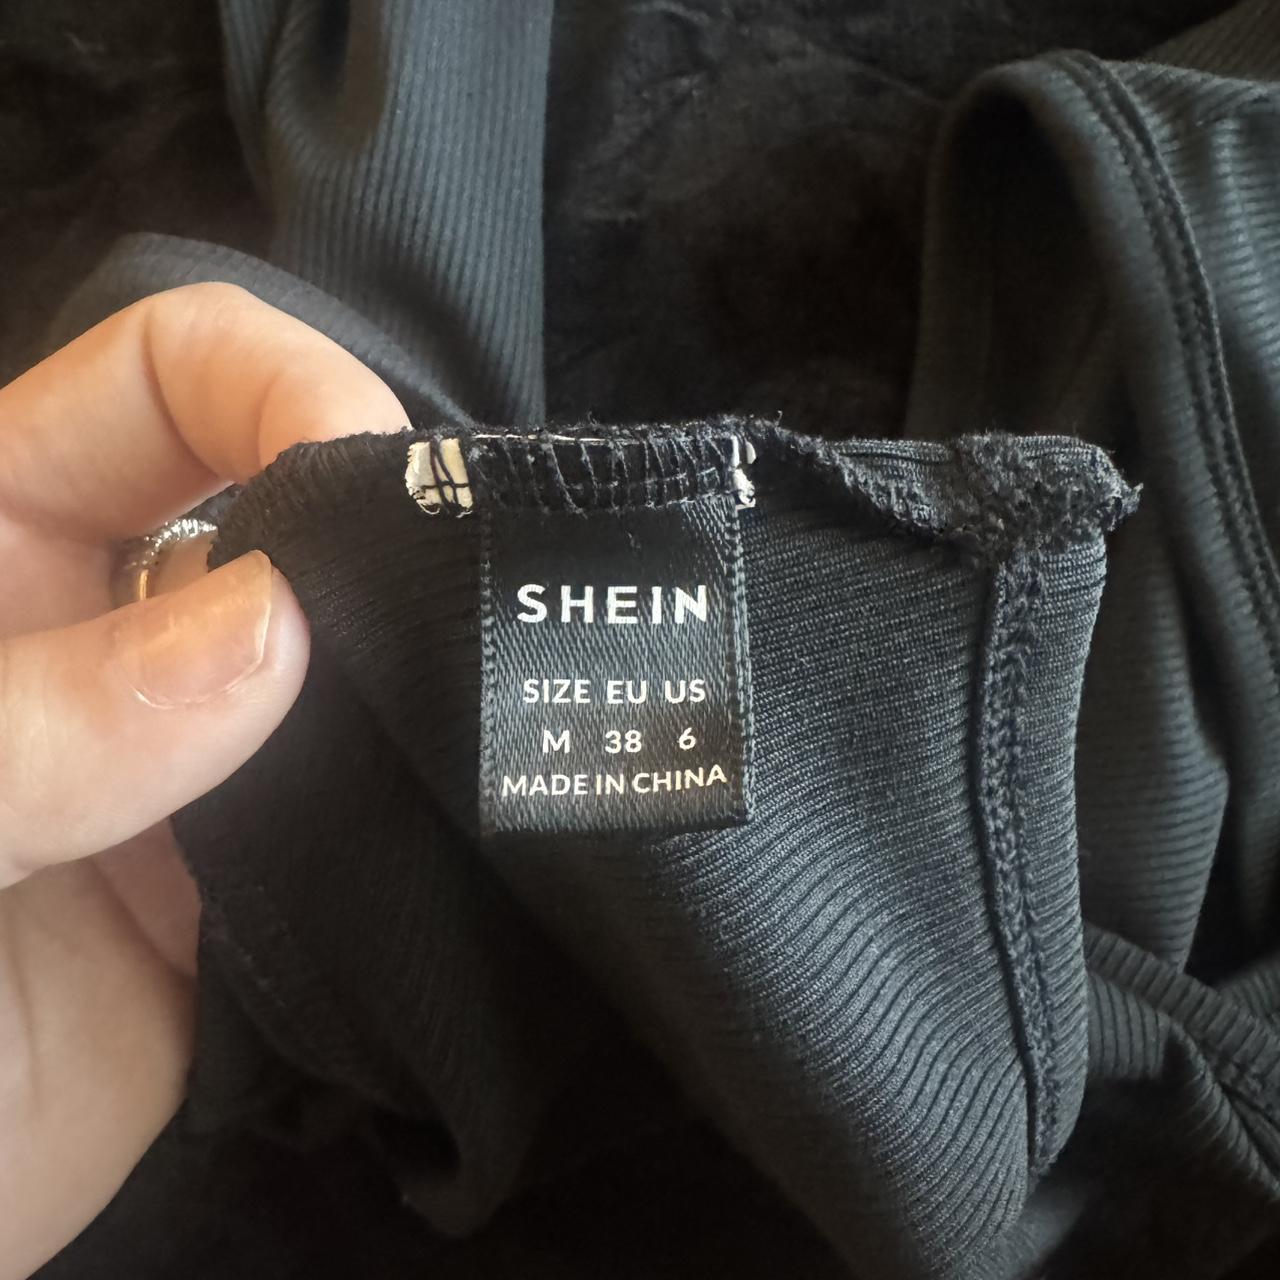 SHEIN
SIZE EU US
M 38 6
MADE IN CHINA